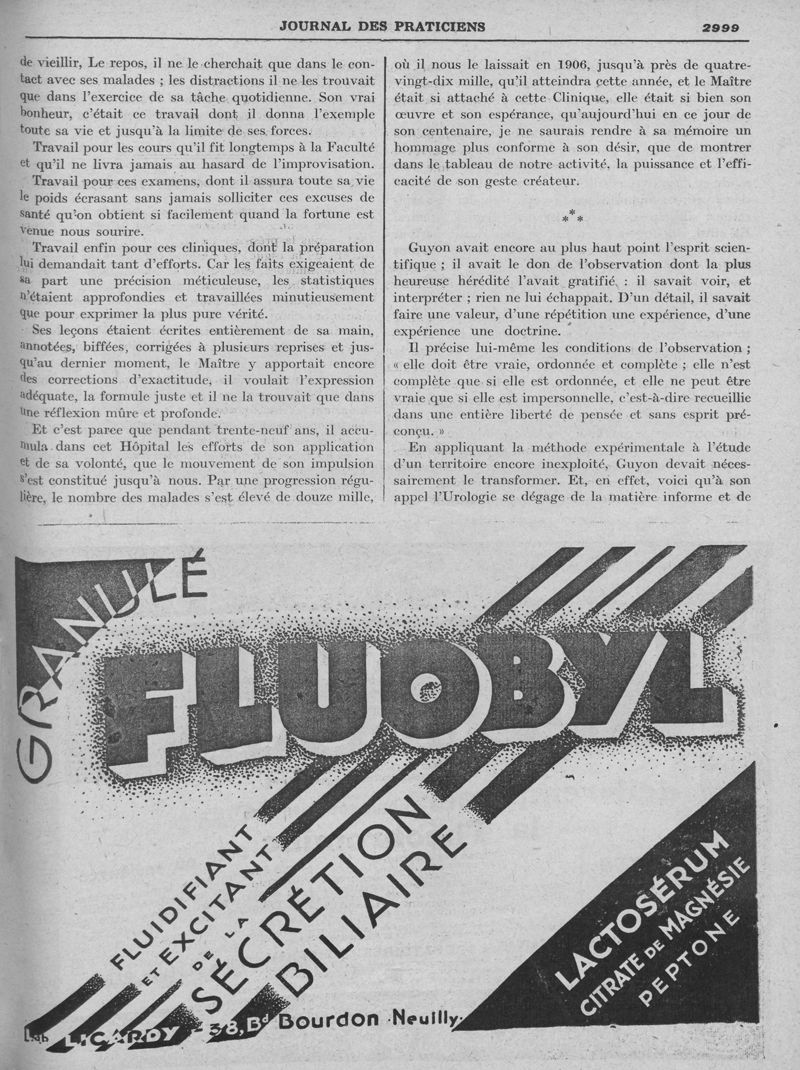 JOURNAL DES PRATICIENS 2999
de vieillir, Le repos, il ne le cherchait que dans le con-
tact avec ses malades ; les distractions il ne les trouvait
que dans l'exercice de sa tâche quotidienne. Son vrai
bonheur, c'était ce travail dont il donna l'exemple
toute sa vie et jusqu'à la limite de ses forces.
Travail pour les cours qu'il fit longtemps à la Faculté
et qu'il ne livra jamais au hasard de l'improvisation.
Travail pour ces examens, dont il assura toute sa vie
le poids écrasant sans jamais solliciter ces excuses de
santé qu'on obtient si facilement quand la fortune est
venue nous sourire.
Travail enfin pour ces cliniques, dont la préparation
lui demandait tant d'efforts. Car les faits exigeaient de
sa part une précision méticuleuse, les statistiques
n'étaient approfondies et travaillées minutieusement
que pour exprimer la plus pure vérité.
Ses leçons étaient écrites entièrement de sa main,
annotées, biffées, corrigées à plusieurs reprises et jus-
qu'au dernier moment, le Maître y apportait encore
des corrections d'exactitude, il voulait l'expression
adéquate, la formule juste et il ne la trouvait que dans
une réflexion mûre et profonde.
Et c'est parce que pendant trente-neuf ans, il accu-
mula dans cet Hôpital les efforts de son application
et de sa volonté, que le mouvement de son impulsion
s'est constitué jusqu'à nous. Par une progression régu-
lière, le nombre des malades s'est élevé de douze mille,
où il nous le laissait en 1906, jusqu'à près de quatre-
vingt-dix mille, qu'il atteindra cette année, et le Maître
était si attaché à cette Clinique, elle était si bien son
œuvre et son espérance, qu'aujourd'hui en ce jour de
son centenaire, je ne saurais rendre à sa mémoire un
hommage plus conforme à son désir, que de montrer
dans le tableau de notre activité, la puissance et l'effi-
cacité de son geste créateur.
*
* *
Guyon avait encore au plus haut point l'esprit scien-
tifique ; il avait le don de l'observation dont la plus
heureuse hérédité l'avait gratifié, : il savait voir, et
interpréter ; rien ne lui échappait. D'un détail, il savait
faire une valeur, d'une répétition une expérience, d'une
expérience une doctrine.
Il précise lui-même les conditions de l'observation ;
« elle doit être vraie, ordonnée et complète ; elle n'est
complète que si elle est ordonnée, et elle ne peut être
vraie que si elle est impersonnelle, c'est-à-dire recueillie
dans une entière liberté de pensée et sans esprit pré-
conçu. »
En appliquant la méthode expérimentale à l'étude
d'un territoire encore inexploité, Guyon devait néces-
sairement le transformer. Et, en effet, voici qu'à son
appel l'Urologie se dégage de la matière informe et de
GRANULÉ
FLUOBYL
FLUIDIFIANT
ET EXCITANT
DE LA
SÉCRÉTION
BILIAIRE
LACTOSÉRUM
CITRATE DE MAGNÉSIE
PEPTONE
Lab. LICARDY - 38, Bd Bourdon - Neuilly.